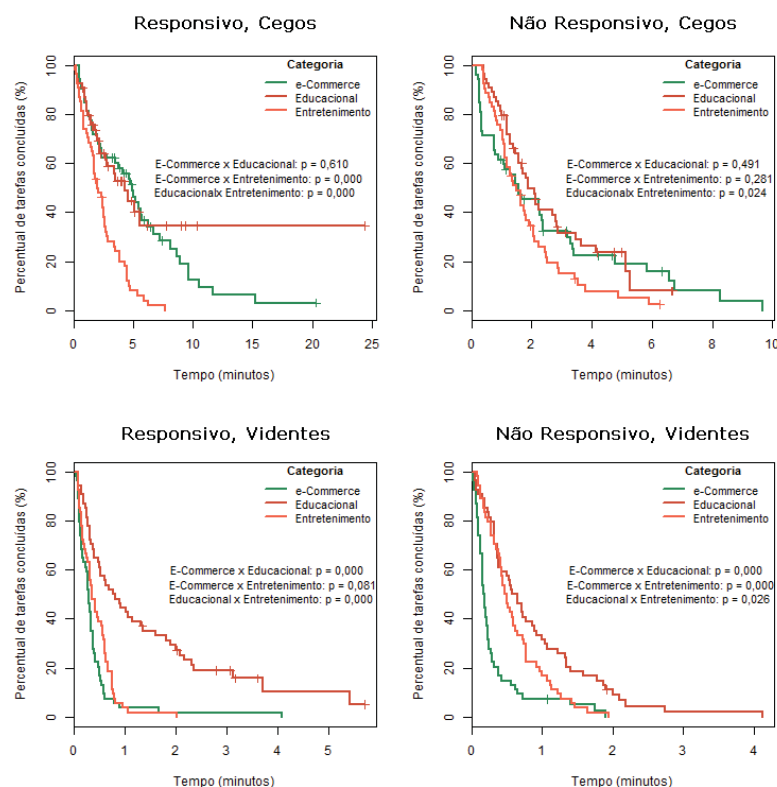 Responsivo, Cegos
Percentual de tarefas concluídas (%)
100
80
60
40
20
0
Categoria
e-Commerce
Educacional
Entretenimento
E-Commerce x Educacional: p = 0,610
E-Commerce x Entretenimento: p = 0,000
Educacionalx Entretenimento: p = 0,000
0 5 10 15 20 25
Tempo (minutos)
Não Responsivo, Cegos
Percentual de tarefas concluídas (%)
100
80
60
40
20
0
Categoria
e-Commerce
Educacional
Entretenimento
E-Commerce x Educacional: p = 0,491
E-Commerce x Entretenimento: p = 0,281
Educacionalx Entretenimento: p = 0,024
0 2 4 6 8 10
Tempo (minutos)
Responsivo, Videntes
Percentual de tarefas concluídas (%)
100
80
60
40
20
0
Categoria
e-Commerce
Educacional
Entretenimento
E-Commerce x Educacional: p = 0,000
E-Commerce x Entretenimento: p = 0,081
Educacional x Entretenimento: p = 0,000
0 1 2 3 4 5
Tempo (minutos)
Não Responsivo, Videntes
Percentual de tarefas concluídas (%)
100
80
60
40
20
0
Categoria
e-Commerce
Educacional
Entretenimento
E-Commerce x Educacional: p = 0,000
E-Commerce x Entretenimento: p = 0,000
Educacional x Entretenimento: p = 0,026
0 1 2 3 4
Tempo (minutos)